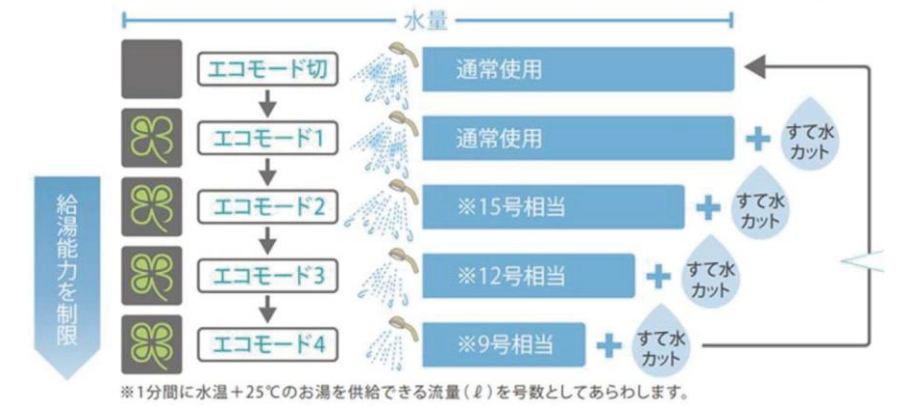 水量
エコモード切
通常使用
エコモード1
通常使用
すて水
カット
エコモード2
※15号相当
すて水
カット
エコモード3
※12号相当
すて水
カット
エコモード4
※9号相当
すて水
カット
給湯能力を制限
※1分間に水温+25℃のお湯を供給できる流量(ℓ)を号数としてあらわします。